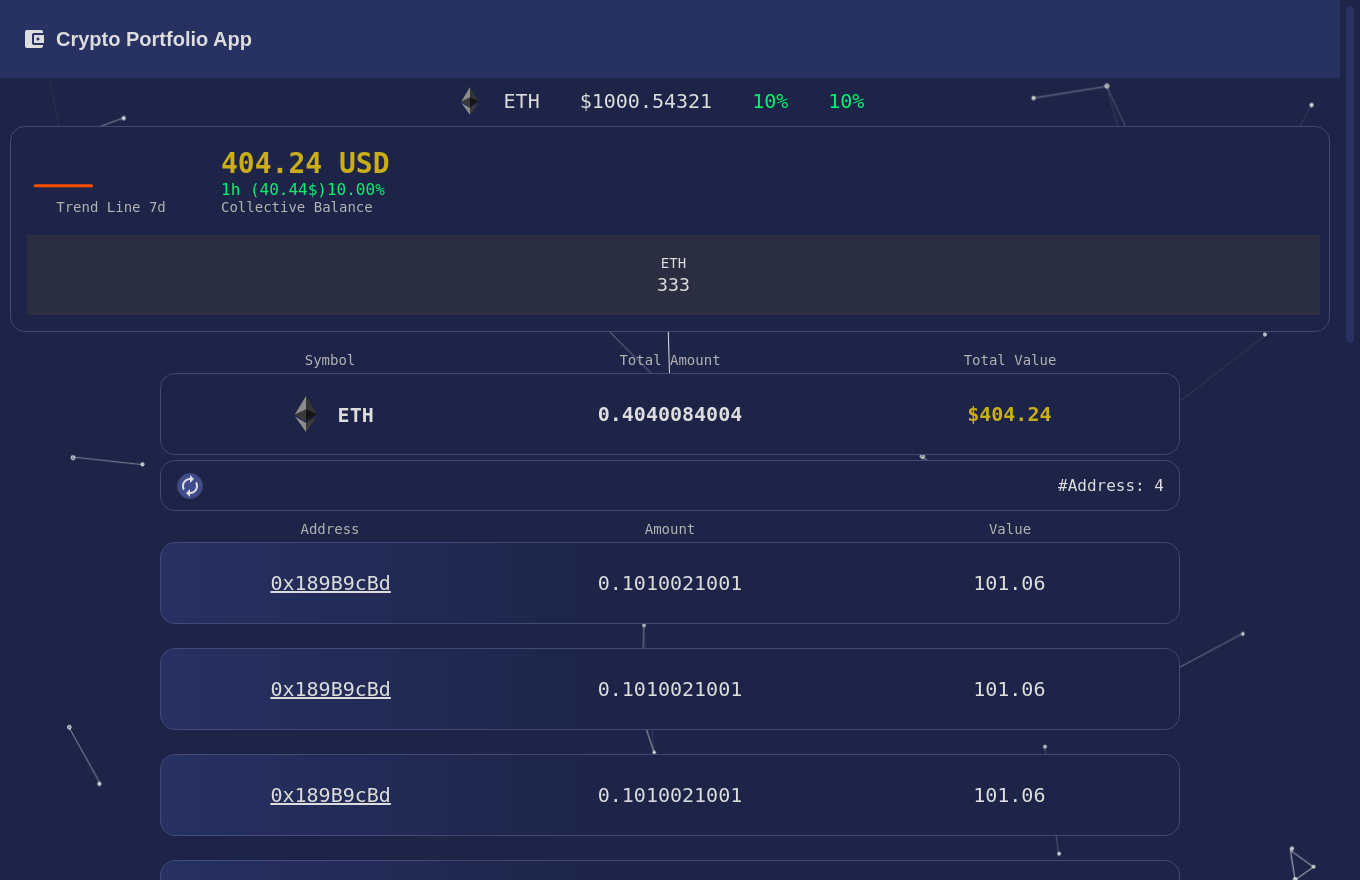 Crypto Portfolio App
ETH $1000.54321 10% 10%
404.24 USD
1h (40.44$)10.00%
Trend Line 7d Collective Balance
ETH
333
Symbol Total Amount Total Value
ETH 0.4040084004 $404.24
#Address: 4
Address Amount Value
0x189B9cBd 0.1010021001 101.06
0x189B9cBd 0.1010021001 101.06
0x189B9cBd 0.1010021001 101.06